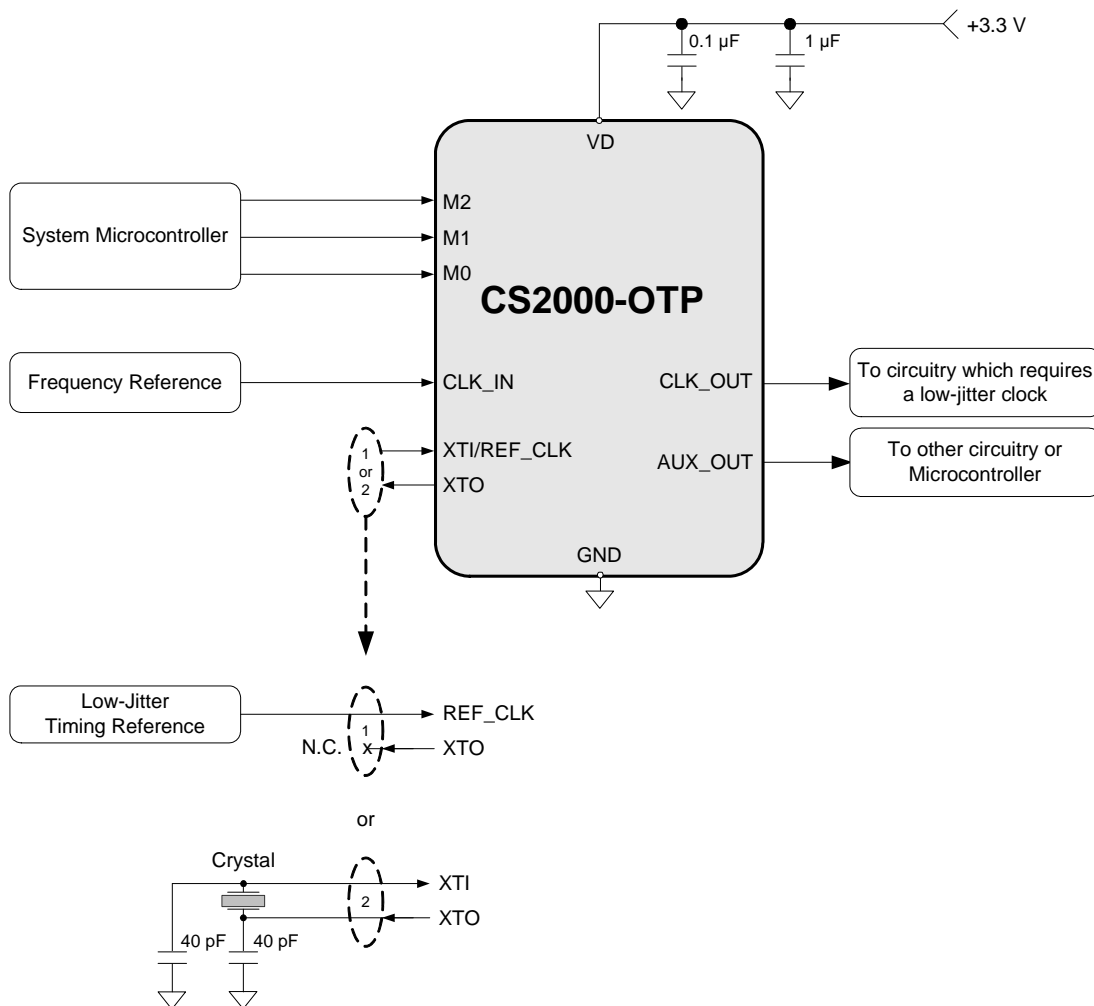 +3.3 V
0.1 µF
1 µF
VD
System Microcontroller
M2
M1
M0
CS2000-OTP
Frequency Reference
CLK_IN
CLK_OUT
To circuitry which requires
a low-jitter clock
1
or
2
XTI/REF_CLK
XTO
AUX_OUT
To other circuitry or
Microcontroller
GND
Low-Jitter
Timing Reference
REF_CLK
1
N.C.
x
XTO
or
Crystal
XTI
2
XTO
40 pF
40 pF